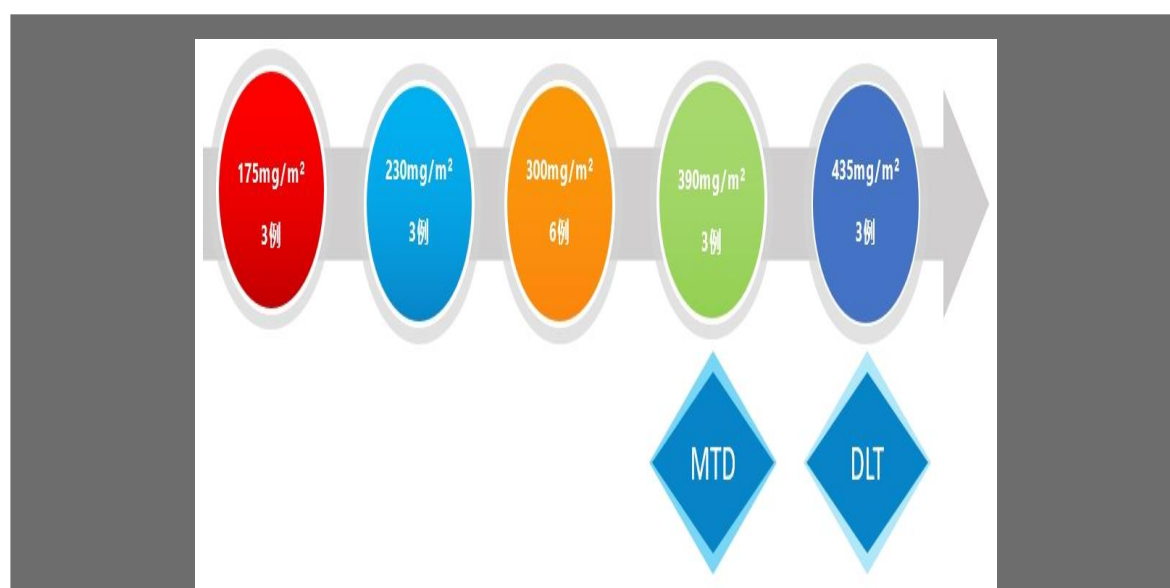 175mg/m²
3例
230mg/m²
3例
300mg/m²
6例
390mg/m²
3例
435mg/m²
3例
MTD
DLT